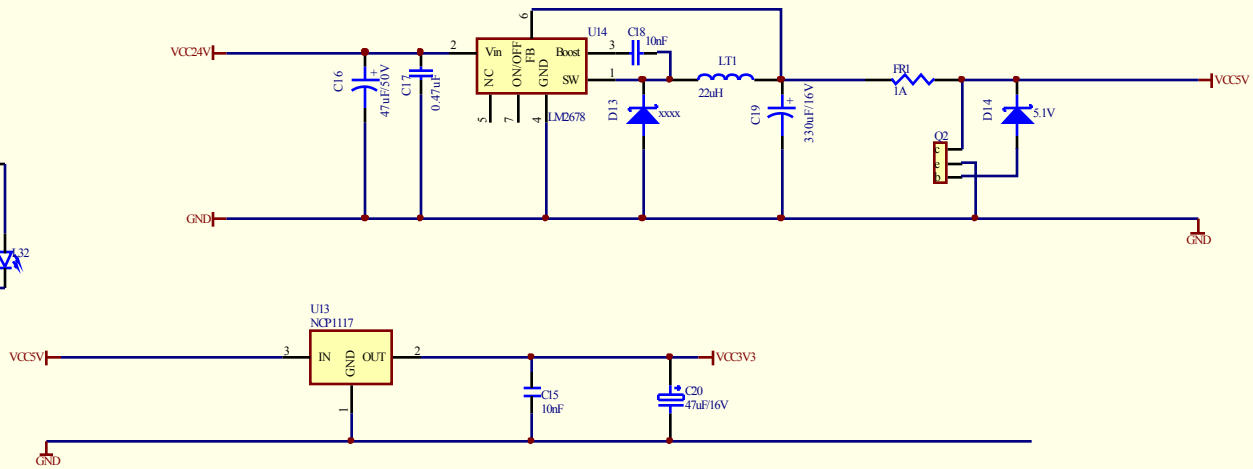 6
U14
C18
10nF
VCC24V
2
Vin
NC
ON/OFF
FB
GND
Boost
SW
3
1
LT1
22uH
FR1
1A
VCC5V
C16
+
47uF/50V
C17
0.47uF
5
7
4
LM2678
D13
xxxx
C19
+
330uF/16V
Q2
c
e
b
D14
5.1V
GND
GND
L32
U13
NCP1117
VCC5V
3
IN
GND
OUT
2
VCC3V3
1
C15
10nF
+
C20
47uF/16V
GND